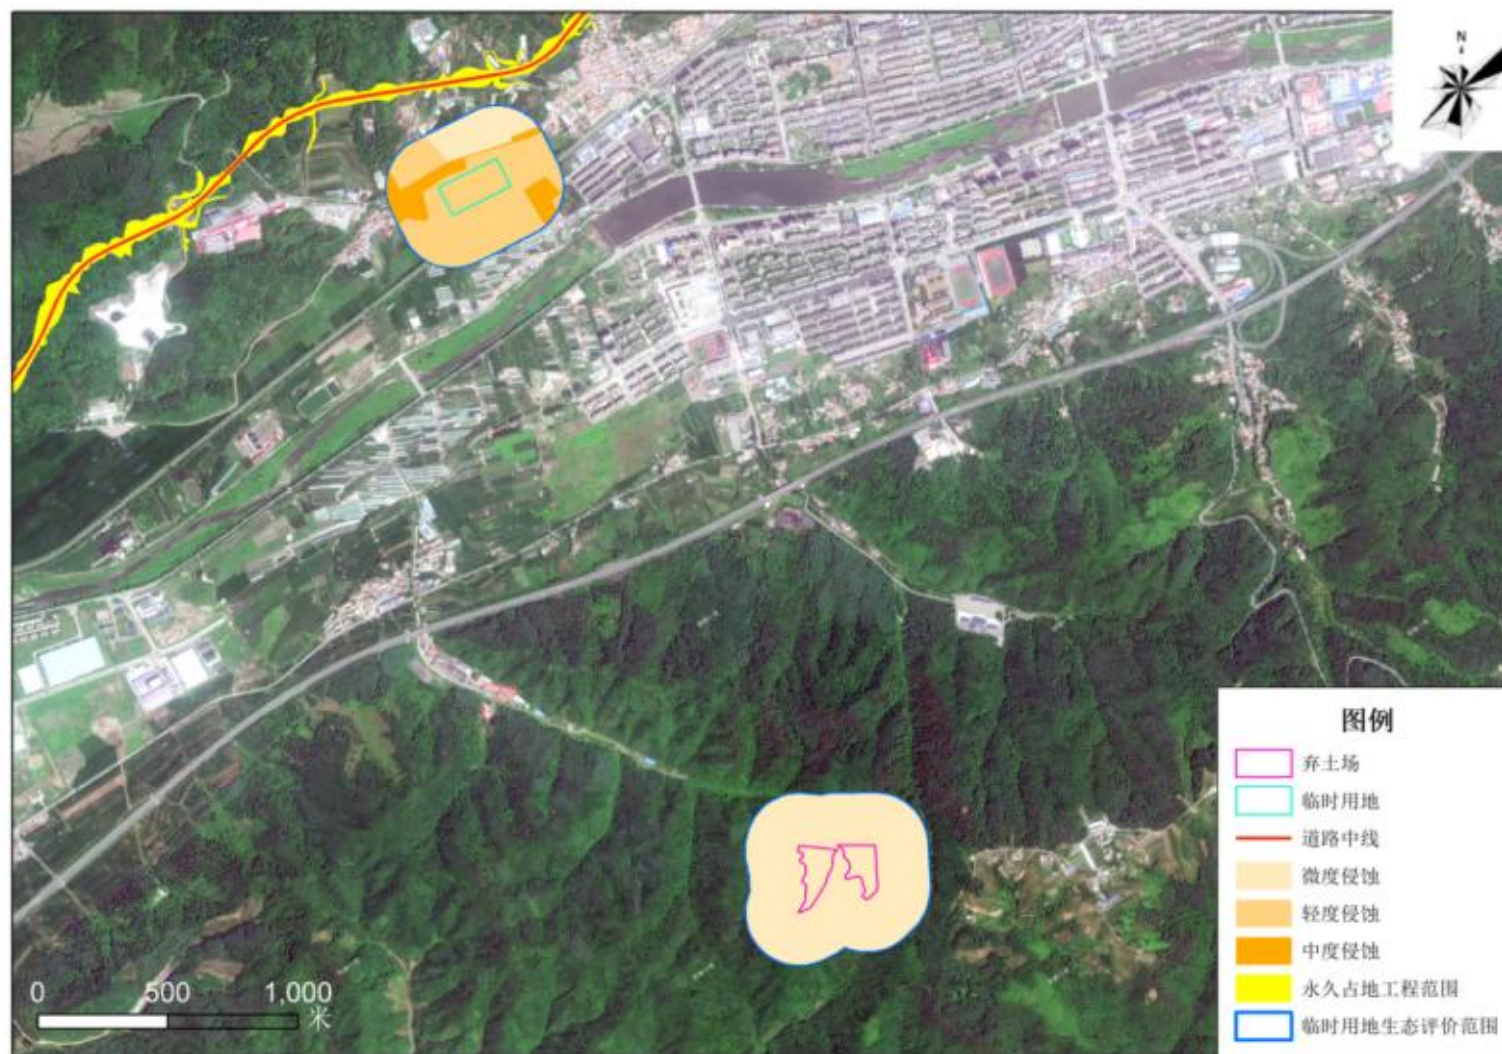 N
图例
弃土场
临时用地
道路中线
微度侵蚀
轻度侵蚀
中度侵蚀
永久占地工程范围
临时用地生态评价范围
0 500 1,000
米